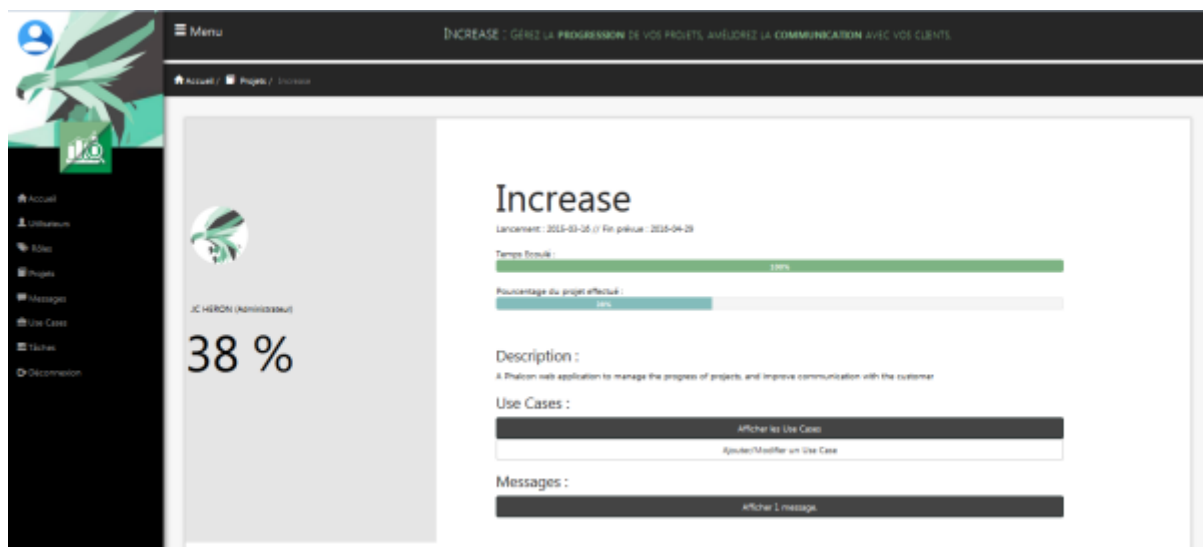 Menu
INCREASE : GÉREZ LA PROGRESSION DE VOS PROJETS, AMÉLIOREZ LA COMMUNICATION AVEC VOS CLIENTS.
Accueil / Projets / Increase
Accueil
Utilisateurs
Rôles
Projets
Messages
Use Cases
Tâches
Déconnexion
JC HERON (Administrateur)
38 %
Increase
Lancement : 2015-03-16 // Fin prévue : 2016-04-29
Temps Ecoulé :
100%
Pourcentage du projet effectué :
38%
Description :
A Phalcon web application to manage the progress of projects, and improve communication with the customer
Use Cases :
Afficher les Use Cases
Ajouter/Modifier un Use Case
Messages :
Afficher 1 message.